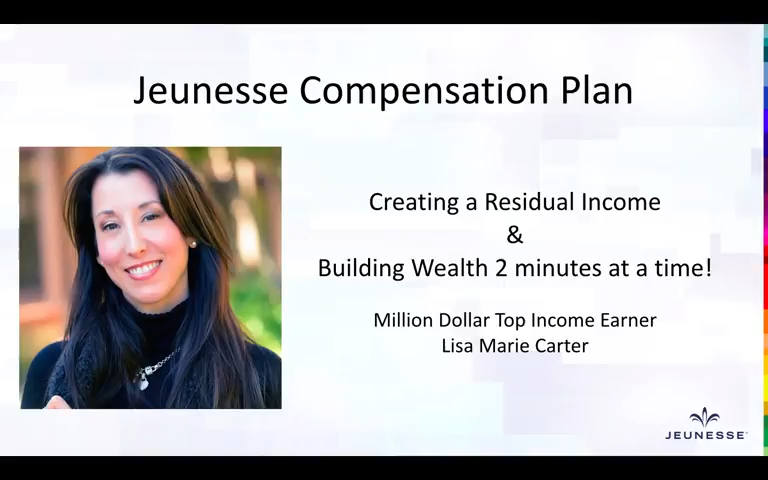 Jeunesse Compensation Plan
Creating a Residual Income
&
Building Wealth 2 minutes at a time!
Million Dollar Top Income Earner
Lisa Marie Carter
JEUNESSE